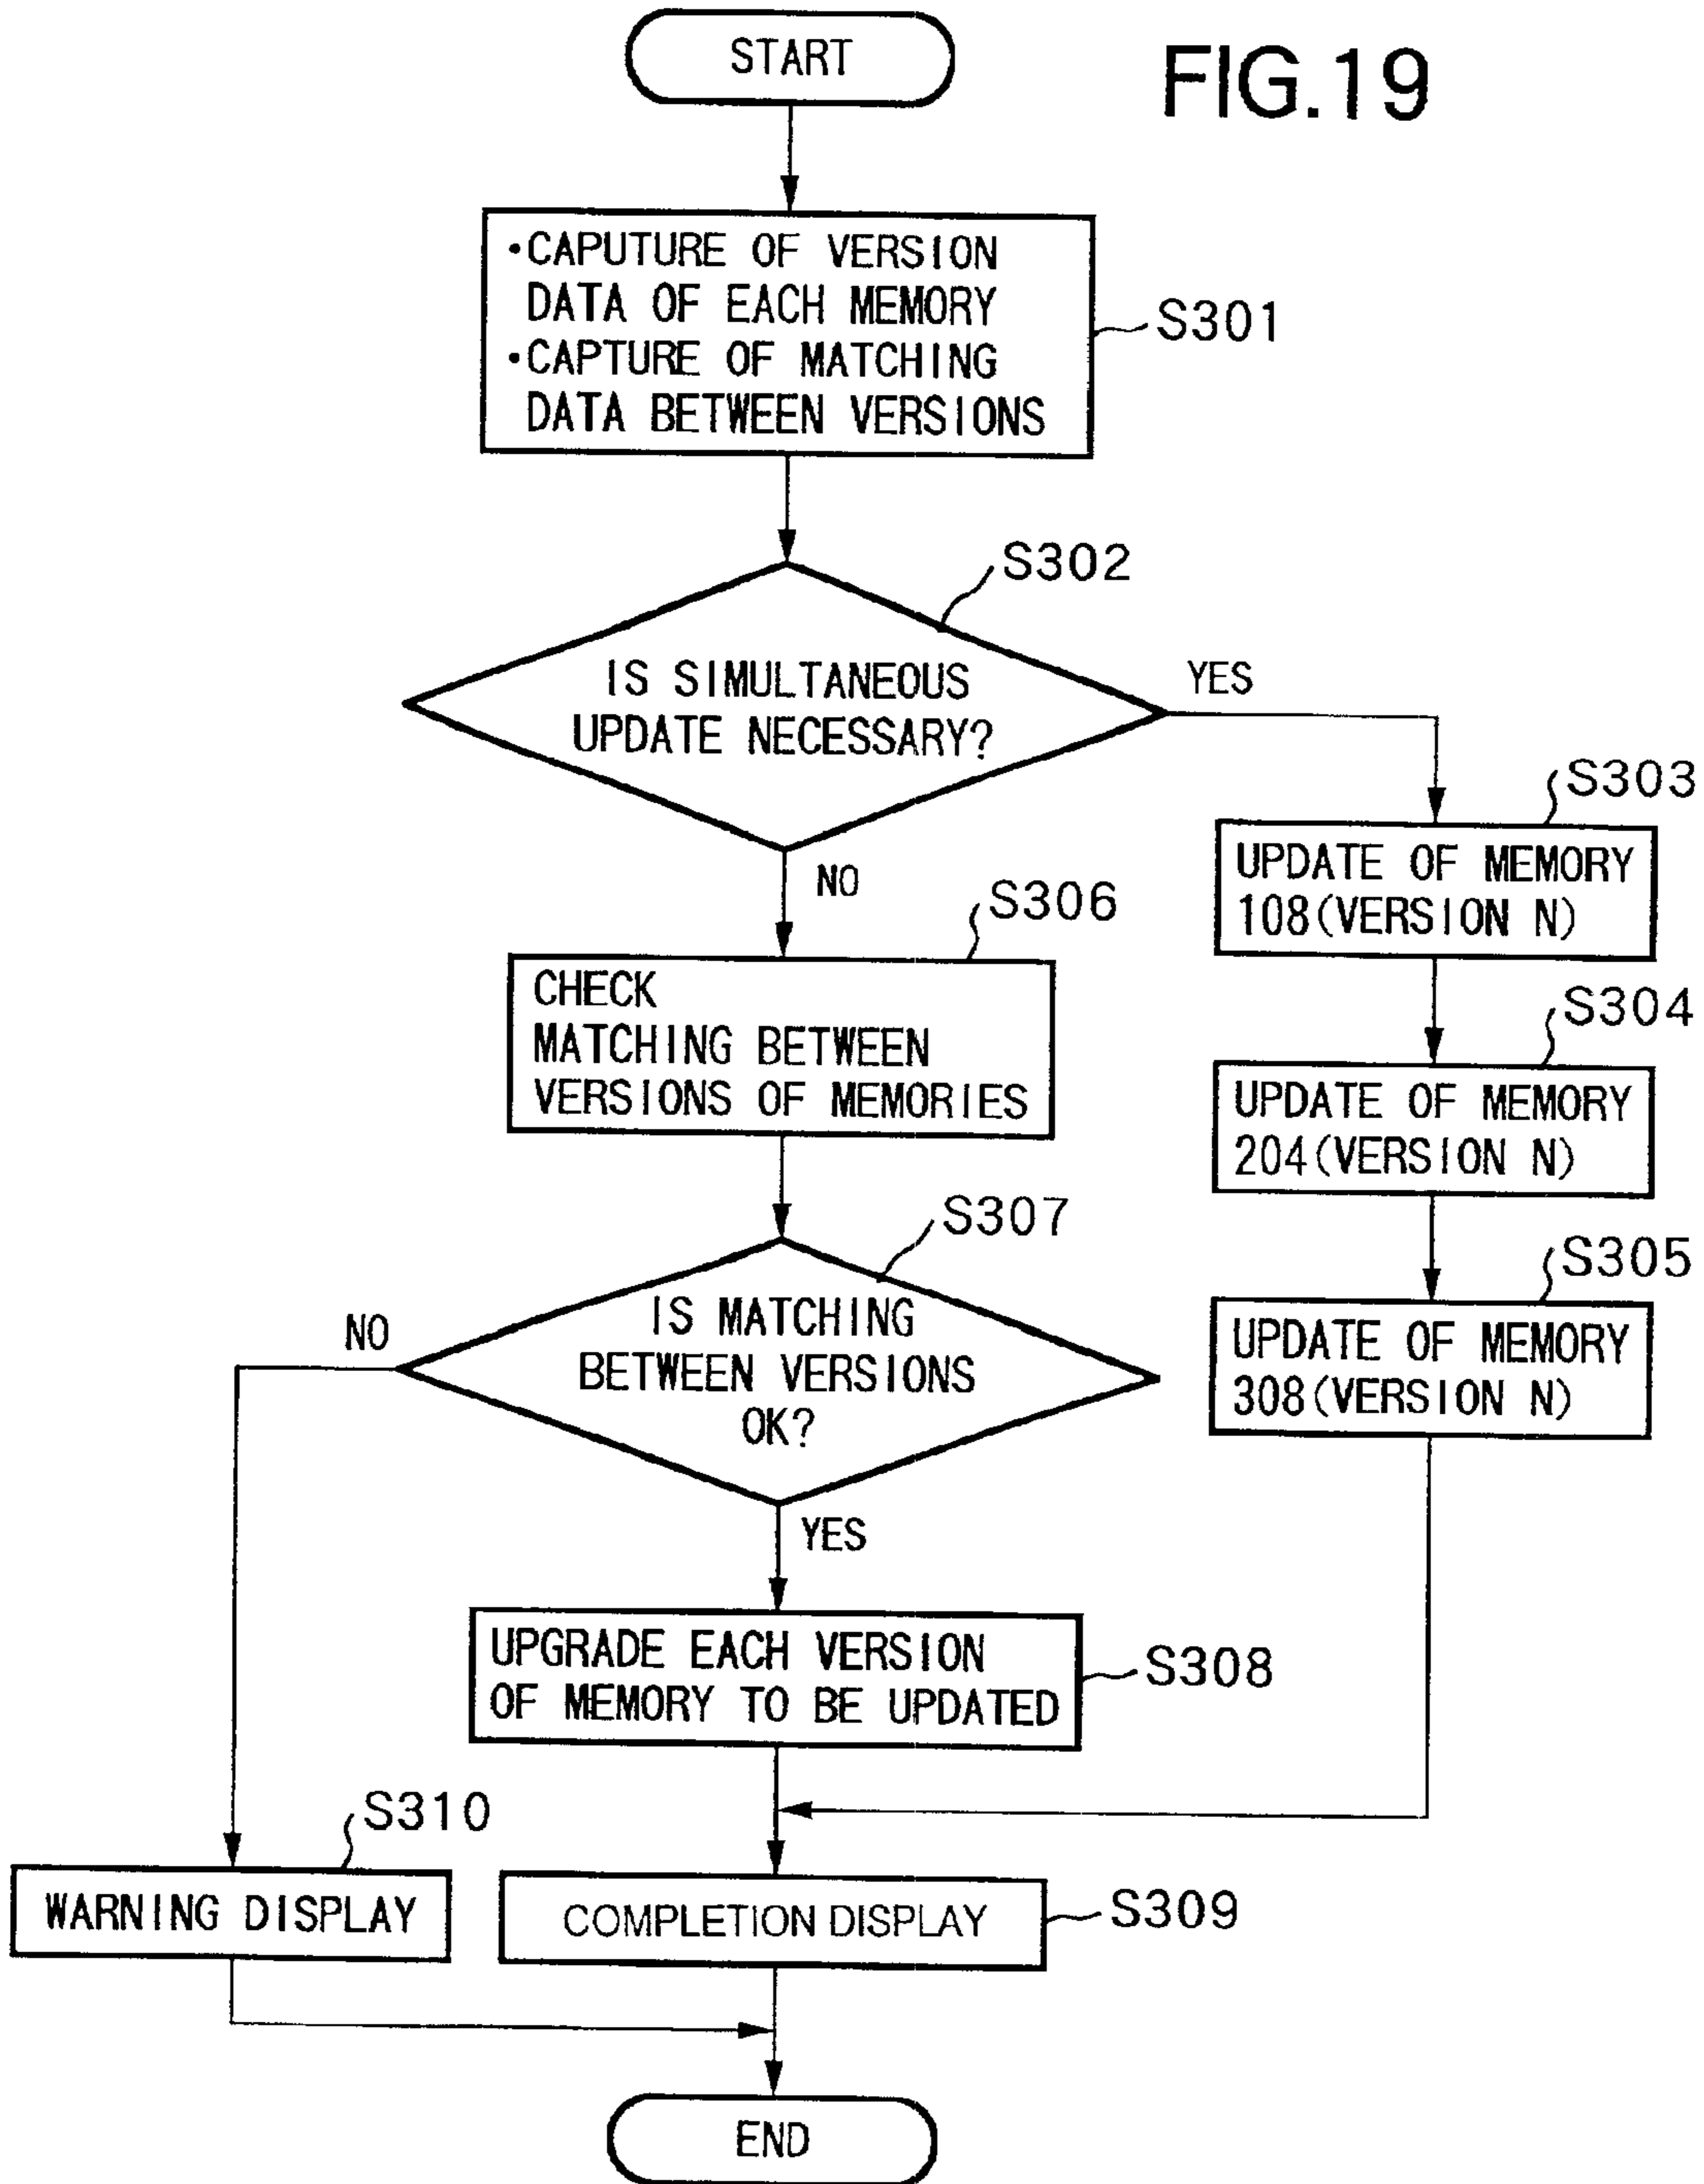 START
FIG.19
・CAPUTURE OF VERSION
DATA OF EACH MEMORY
・CAPTURE OF MATCHING
DATA BETWEEN VERSIONS
S301
S302
IS SIMULTANEOUS
UPDATE NECESSARY?
YES
NO
S303
UPDATE OF MEMORY
108(VERSION N)
S304
UPDATE OF MEMORY
204(VERSION N)
S305
UPDATE OF MEMORY
308(VERSION N)
S306
CHECK
MATCHING BETWEEN
VERSIONS OF MEMORIES
S307
IS MATCHING
BETWEEN VERSIONS
OK?
NO
YES
UPGRADE EACH VERSION
OF MEMORY TO BE UPDATED
S308
S310
WARNING DISPLAY
COMPLETION DISPLAY
S309
END